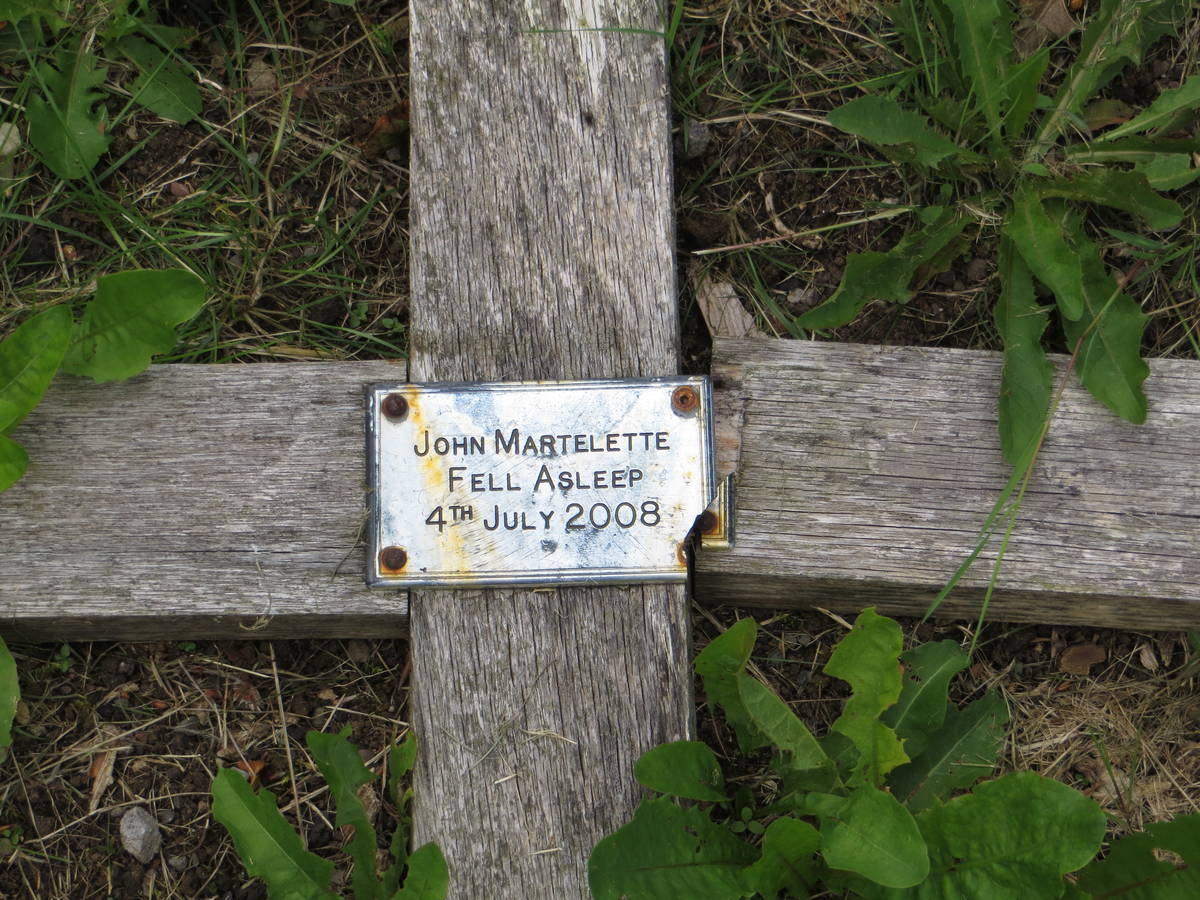 John Martelette
Fell Asleep
4th July 2008